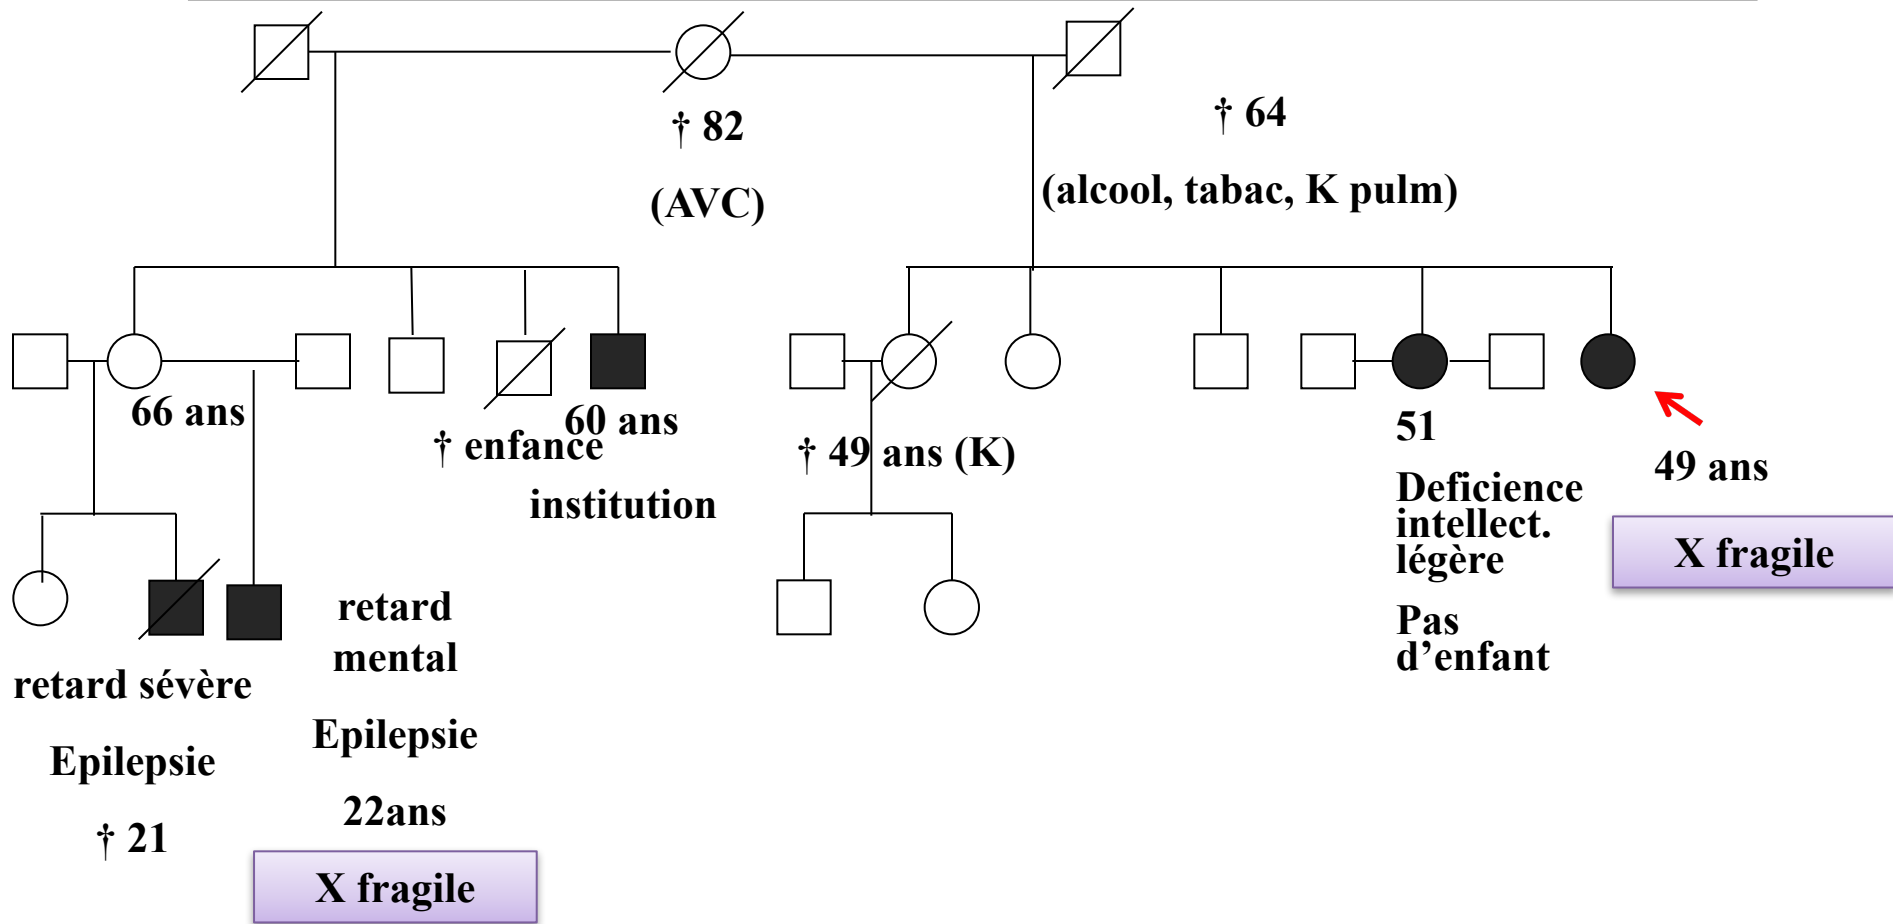 † 82
(AVC)
† 64
(alcool, tabac, K pulm)
66 ans
† enfance
60 ans
institution
† 49 ans (K)
51
Deficience
intellect.
légère
Pas
d’enfant
49 ans
X fragile
retard sévère
Epilepsie
† 21
retard
mental
Epilepsie
22ans
X fragile